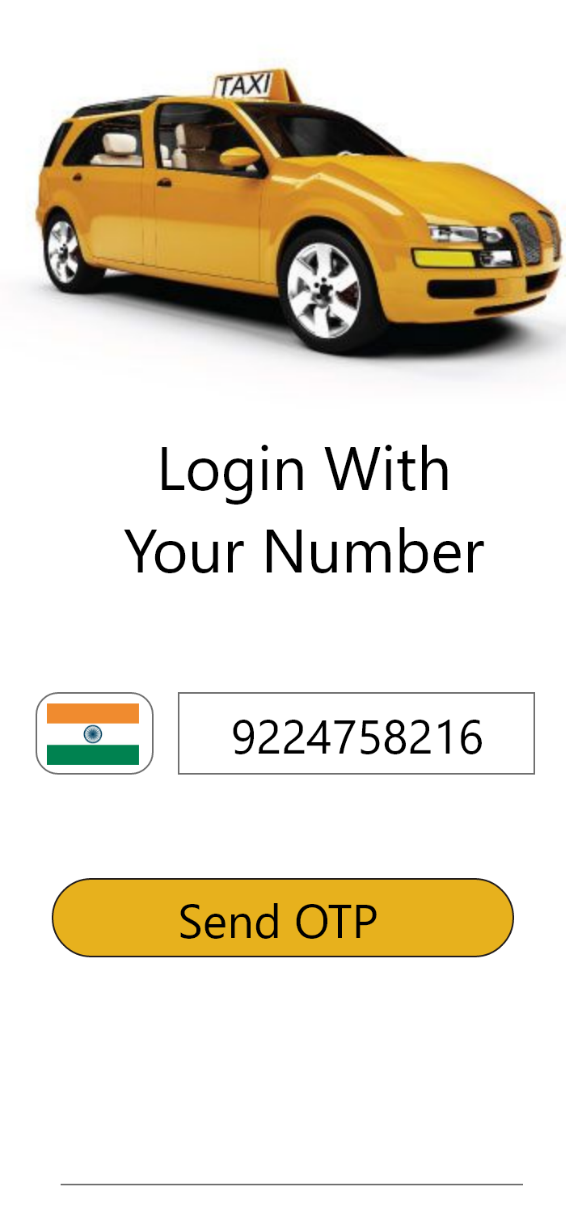 TAXI
Login With
Your Number
9224758216
Send OTP